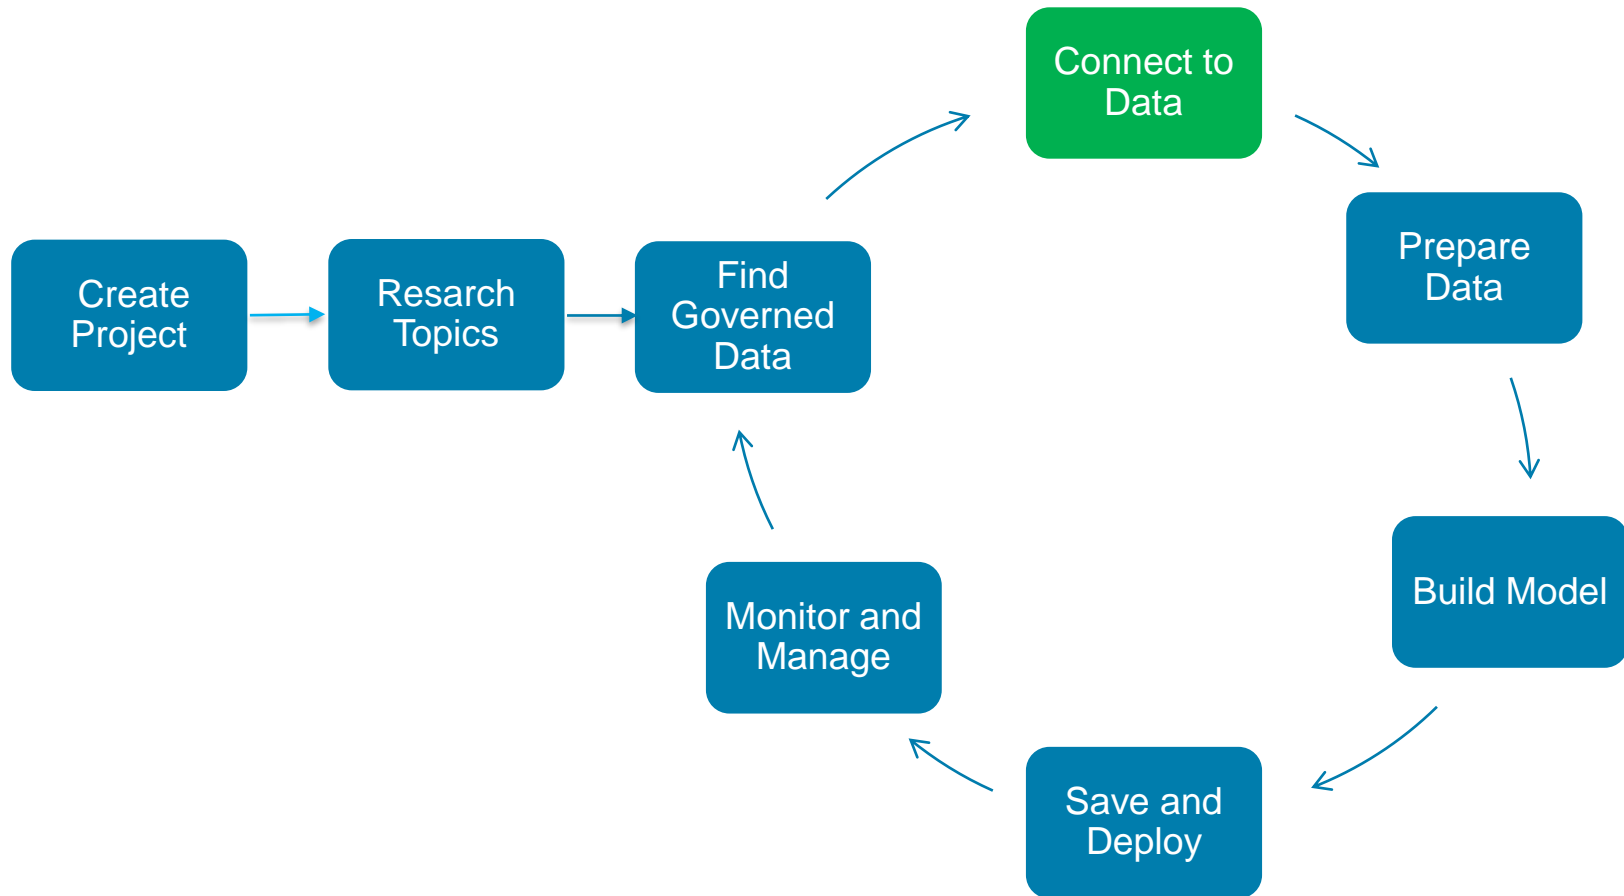 Connect to
Data
Create
Project
Resarch
Topics
Find
Governed
Data
Prepare
Data
Build Model
Monitor and
Manage
Save and
Deploy